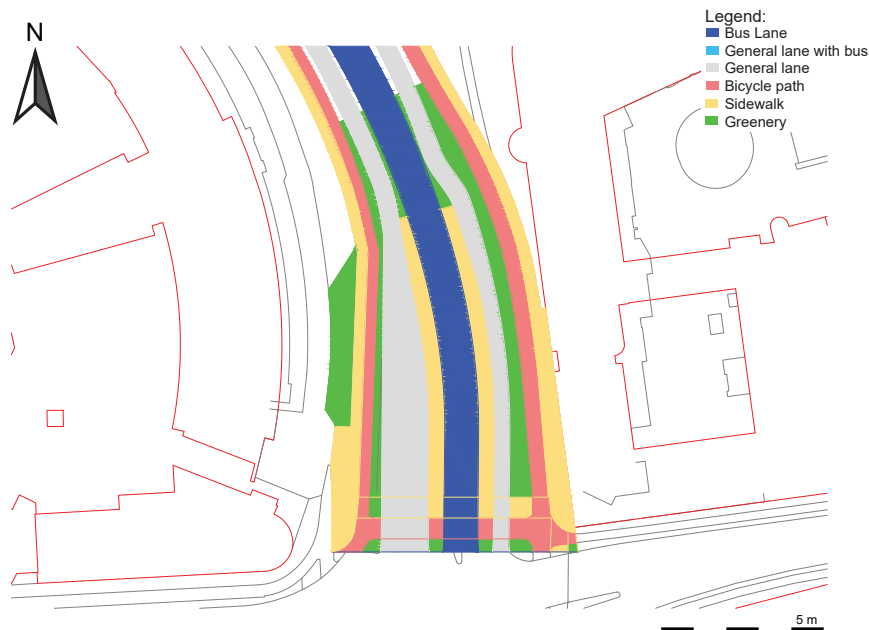 N
Legend:
Bus Lane
General lane with bus
General lane
Bicycle path
Sidewalk
Greenery
5 m